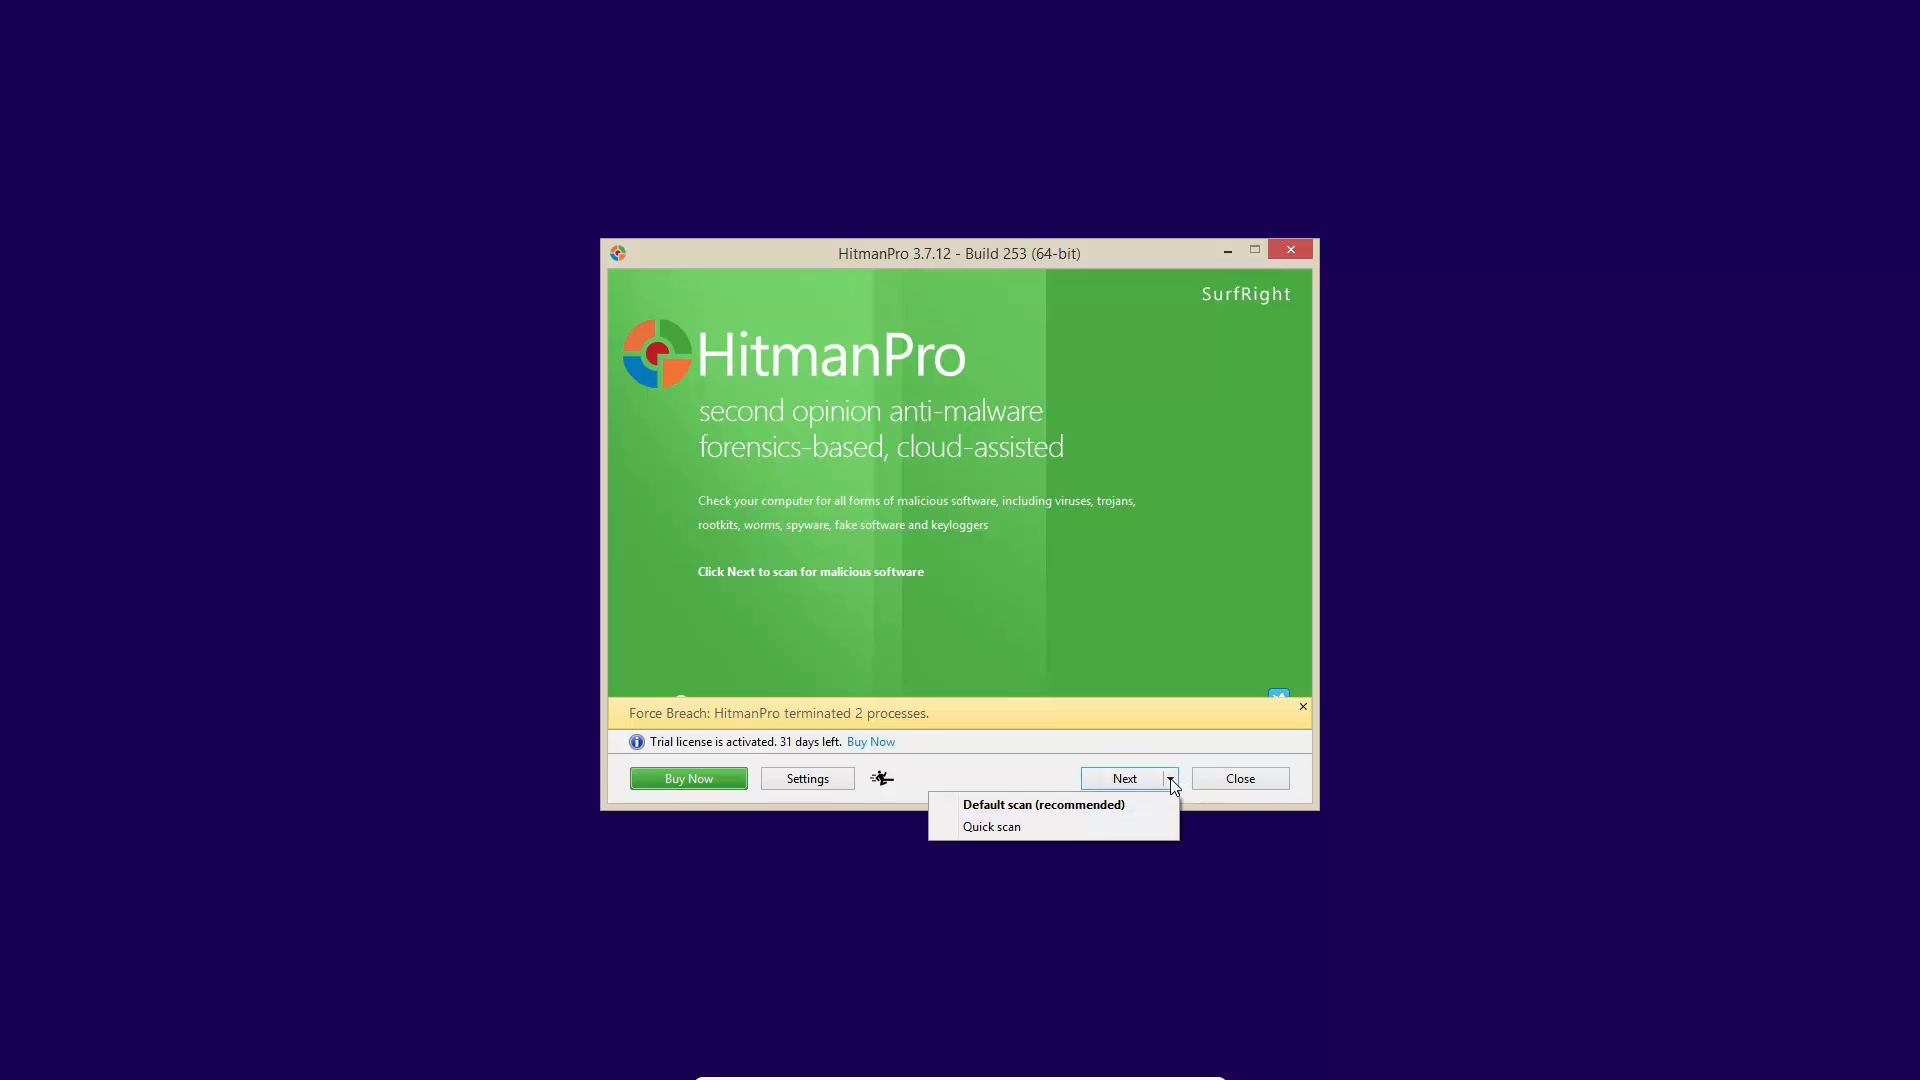 HitmanPro 3.7.12 - Build 253 (64-bit)
SurfRight
HitmanPro
second opinion anti-malware
forensics-based, cloud-assisted
Check your computer for all forms of malicious software, including viruses, trojans,
rootkits, worms, spyware, fake software and keyloggers
Click Next to scan for malicious software
Force Breach: HitmanPro terminated 2 processes.
Trial license is activated. 31 days left. Buy Now
Buy Now
Settings
Next
Close
Default scan (recommended)
Quick scan